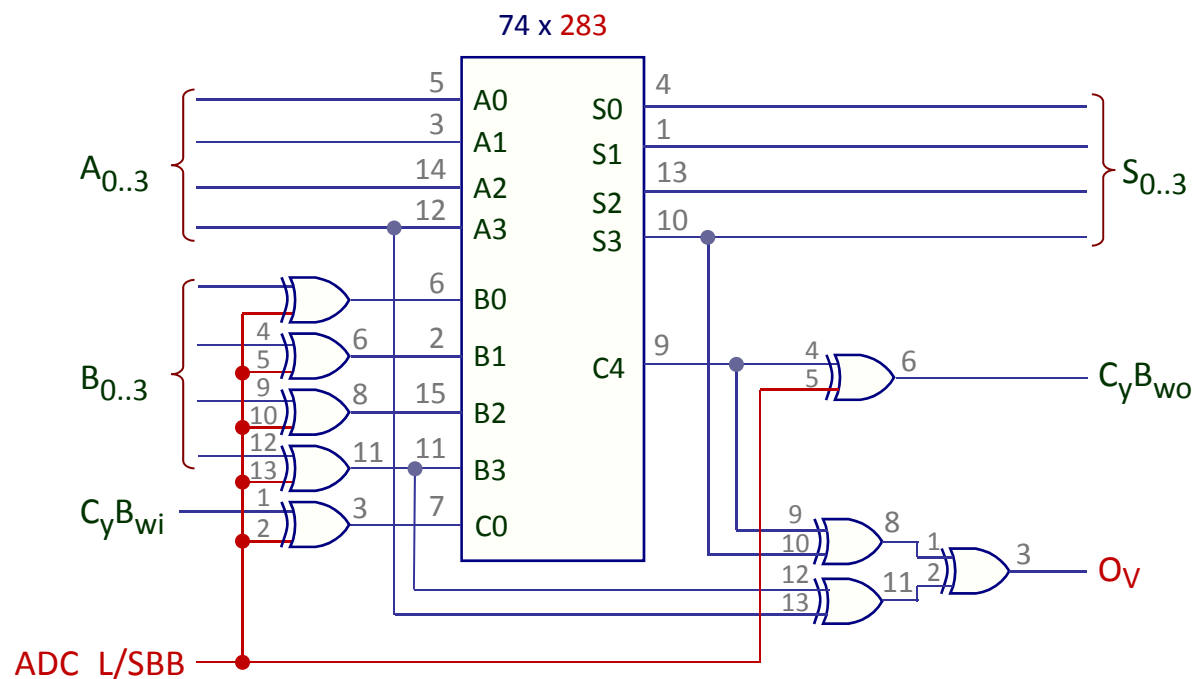 74 x 283
5
A0
3
A1
14
A2
12
A3
A0..3
4
S0
1
S1
13
S2
10
S3
S0..3
B0..3
6
B0
4
5
6
2
B1
9
10
8
15
B2
12
13
11
11
B3
CyBwi
1
2
3
7
C0
9
C4
4
5
6
CyBwo
9
10
8
12
13
11
1
2
3
OV
ADC L/SBB